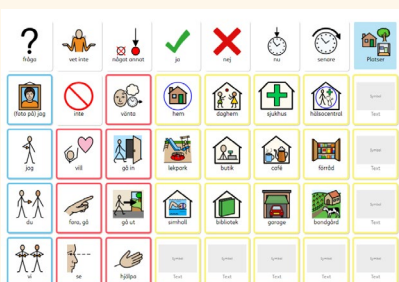 fråga vet inte något annat ja nej nu senare Platser
(foto på) jag inte vänta hem daghem sjukhus hälsocentral Text
jag vill gå in lekpark butik café förråd Text
du fara, gå gå ut simhall bibliotek garage bondgård Text
vi se hjälpa Text Text Text Text Text